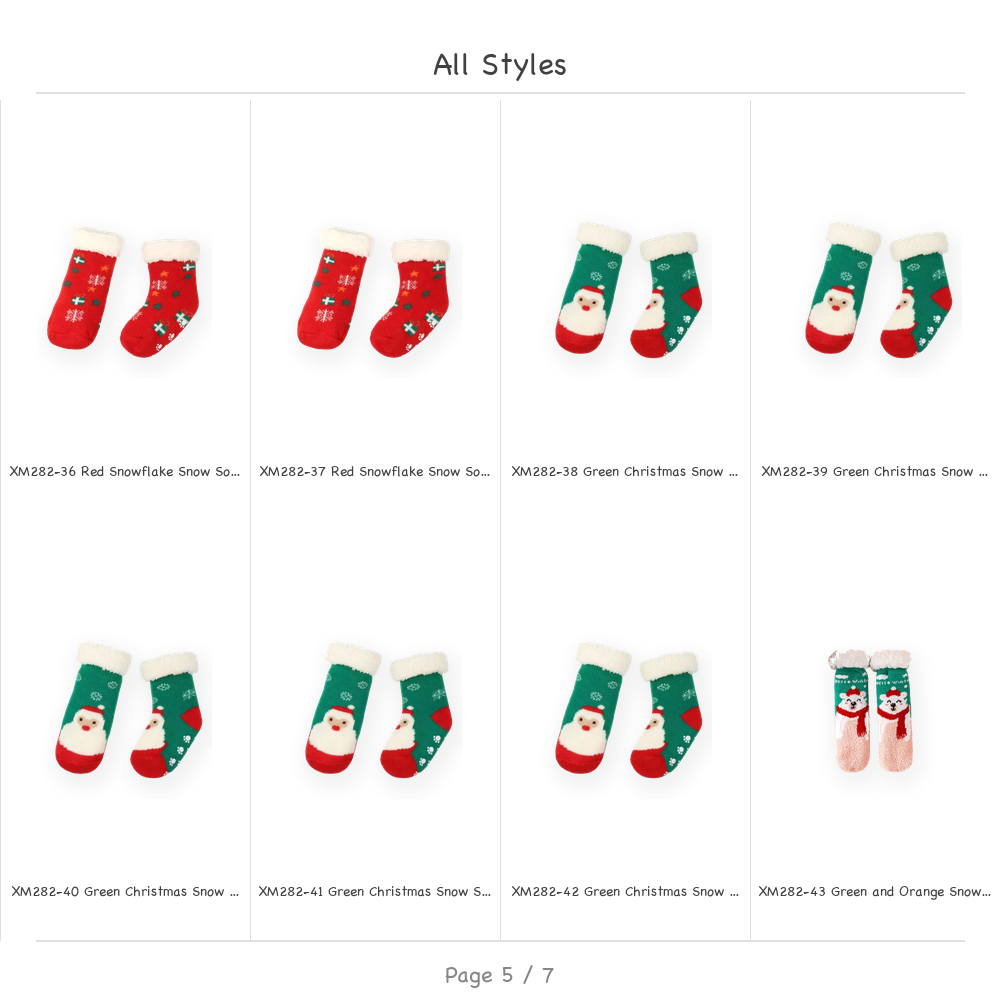 All Styles
XM282-36 Red Snowflake Snow So...
XM282-37 Red Snowflake Snow So...
XM282-38 Green Christmas Snow ...
XM282-39 Green Christmas Snow ...
XM282-40 Green Christmas Snow ...
XM282-41 Green Christmas Snow S...
XM282-42 Green Christmas Snow ...
XM282-43 Green and Orange Snow...
Page 5 / 7